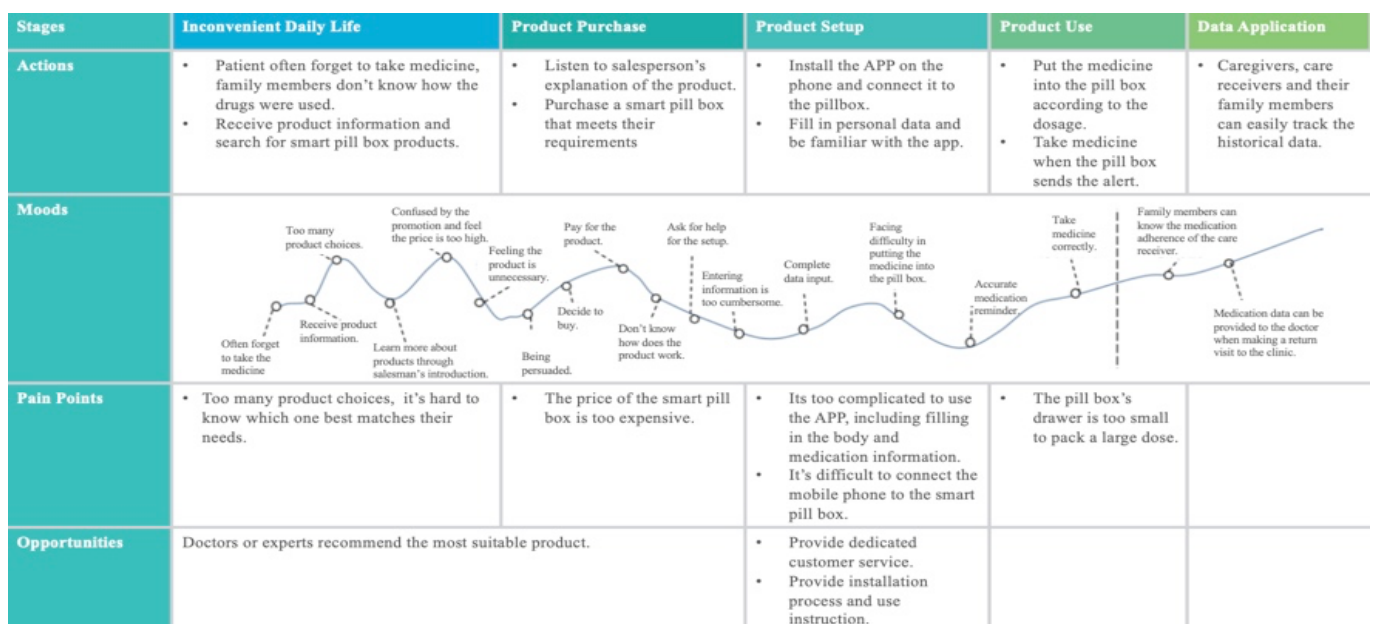 Stages
Inconvenient Daily Life
Product Purchase
Product Setup
Product Use
Data Application
Actions
• Patient often forget to take medicine,
family members don't know how the
drugs were used.
• Receive product information and
search for smart pill box products.
• Listen to salesperson's
explanation of the product.
• Purchase a smart pill box
that meets their
requirements
• Install the APP on the
phone and connect it to
the pillbox.
• Fill in personal data and
be familiar with the app.
• Put the medicine
into the pill box
according to the
dosage.
• Take medicine
when the pill box
sends the alert.
• Caregivers, care
receivers and their
family members
can easily track the
historical data.
Moods
Often forget
to take the
medicine
Receive product
information.
Too many
product choices.
Learn more about
products through
salesman's introduction.
Confused by the
promotion and feel
the price is too high.
Feeling the
product is
unnecessary.
Being
persuaded.
Decide to
buy.
Pay for the
product.
Don't know
how does the
product work.
Ask for help
for the setup.
Entering
information is
too cumbersome.
Complete
data input.
Facing
difficulty in
putting the
medicine into
the pill box.
Accurate
medication
reminder.
Take
medicine
correctly.
Family members can
know the medication
adherence of the care
receiver.
Medication data can be
provided to the doctor
when making a return
visit to the clinic.
Pain Points
• Too many product choices, it's hard to
know which one best matches their
needs.
• The price of the smart pill
box is too expensive.
• Its too complicated to use
the APP, including filling
in the body and
medication information.
• It's difficult to connect the
mobile phone to the smart
pill box.
• The pill box's
drawer is too small
to pack a large dose.
Opportunities
Doctors or experts recommend the most suitable product.
• Provide dedicated
customer service.
• Provide installation
process and use
instruction.